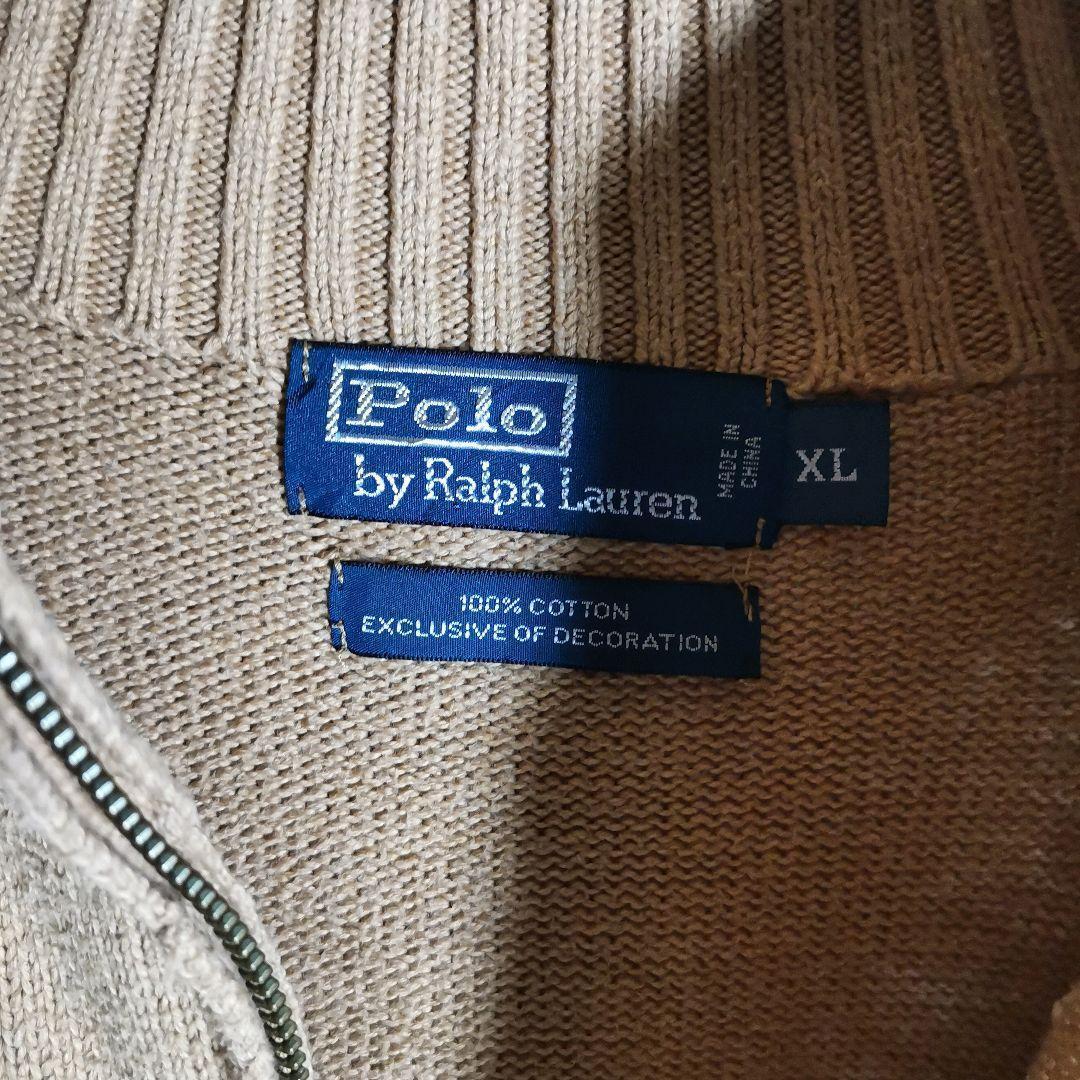 Polo
by Ralph Lauren
MADE IN
CHINA
XL
100% COTTON
EXCLUSIVE OF DECORATION